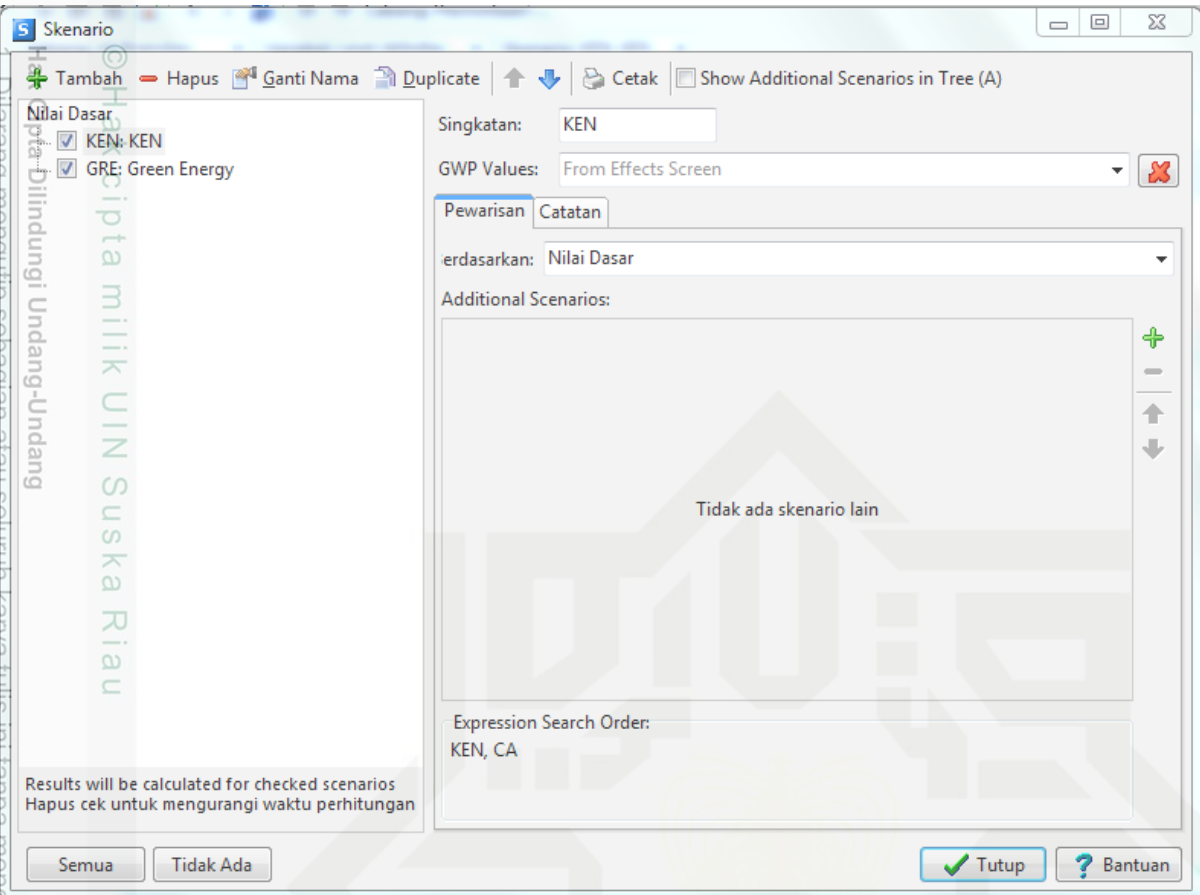 Skenario
Tambah Hapus Ganti Nama Duplicate Cetak Show Additional Scenarios in Tree (A)
Nilai Dasar
KEN: KEN
GRE: Green Energy
Results will be calculated for checked scenarios
Hapus cek untuk mengurangi waktu perhitungan
Singkatan: KEN
GWP Values: From Effects Screen
Pewarisan Catatan
erdasarkan: Nilai Dasar
Additional Scenarios:
Tidak ada skenario lain
Expression Search Order:
KEN, CA
Semua Tidak Ada Tutup Bantuan
© Hak cipta milik UIN Suska Riau
Hak Cipta Dilindungi Undang-Undang